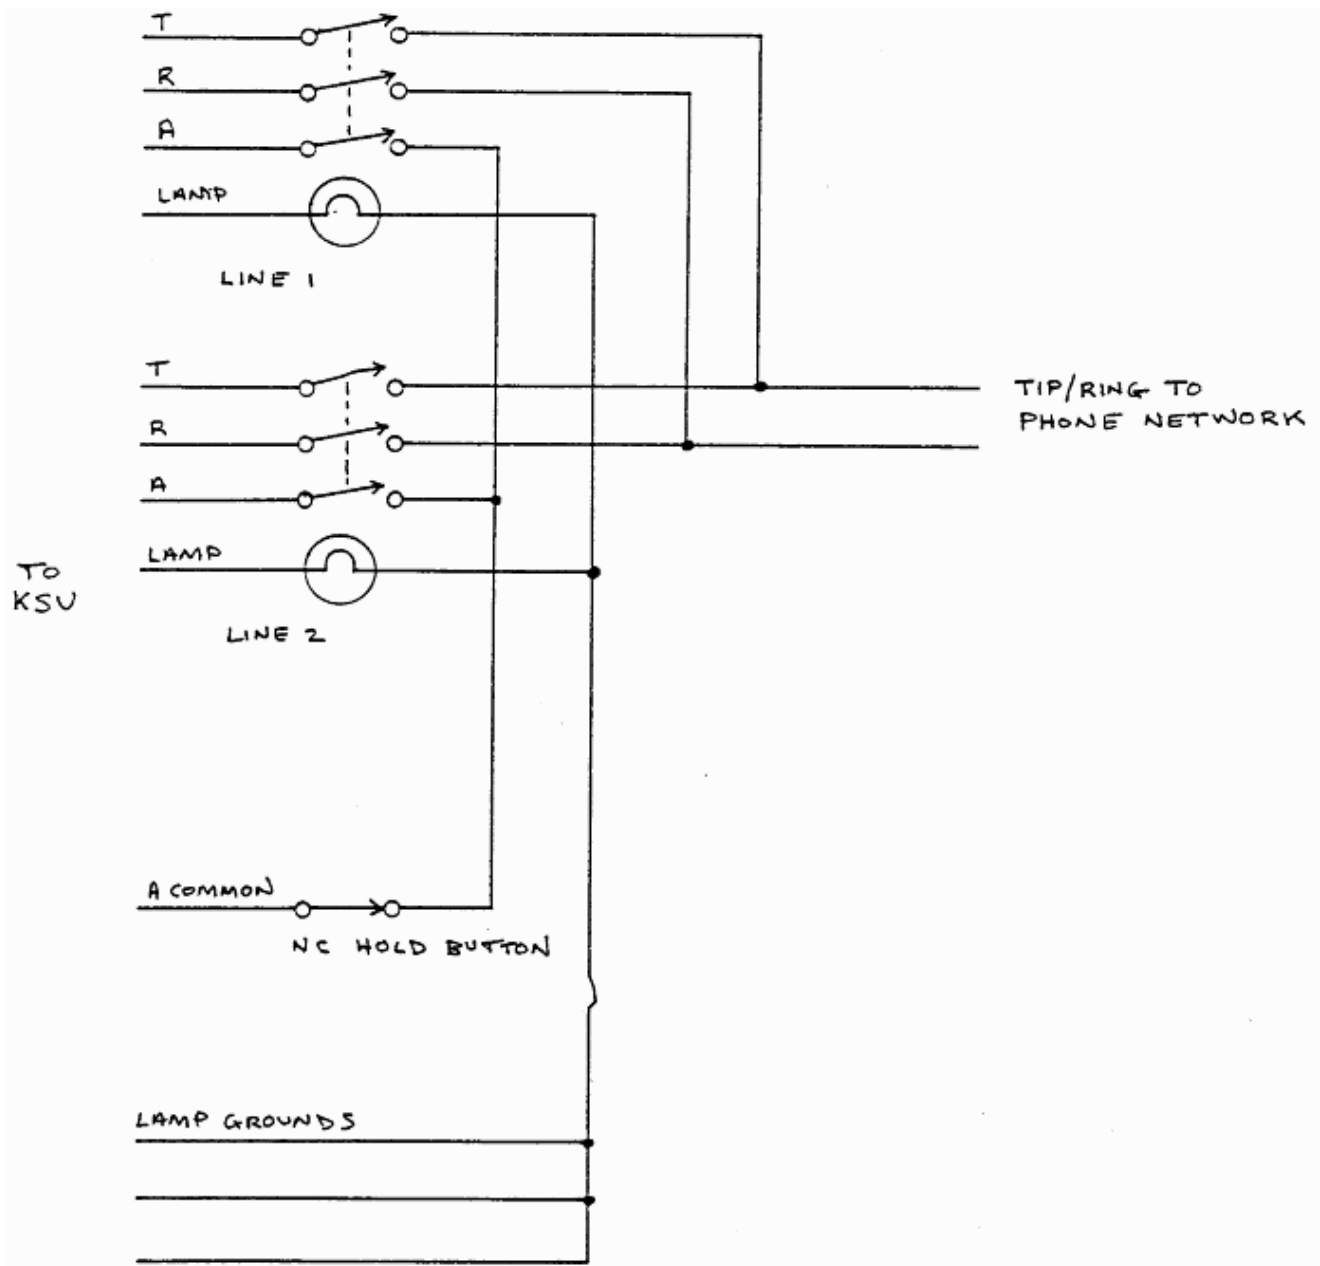 T
R
A
LAMP
LINE 1
T
R
A
LAMP
LINE 2
TIP/RING TO
PHONE NETWORK
TO
KSU
A COMMON
NC HOLD BUTTON
LAMP GROUNDS